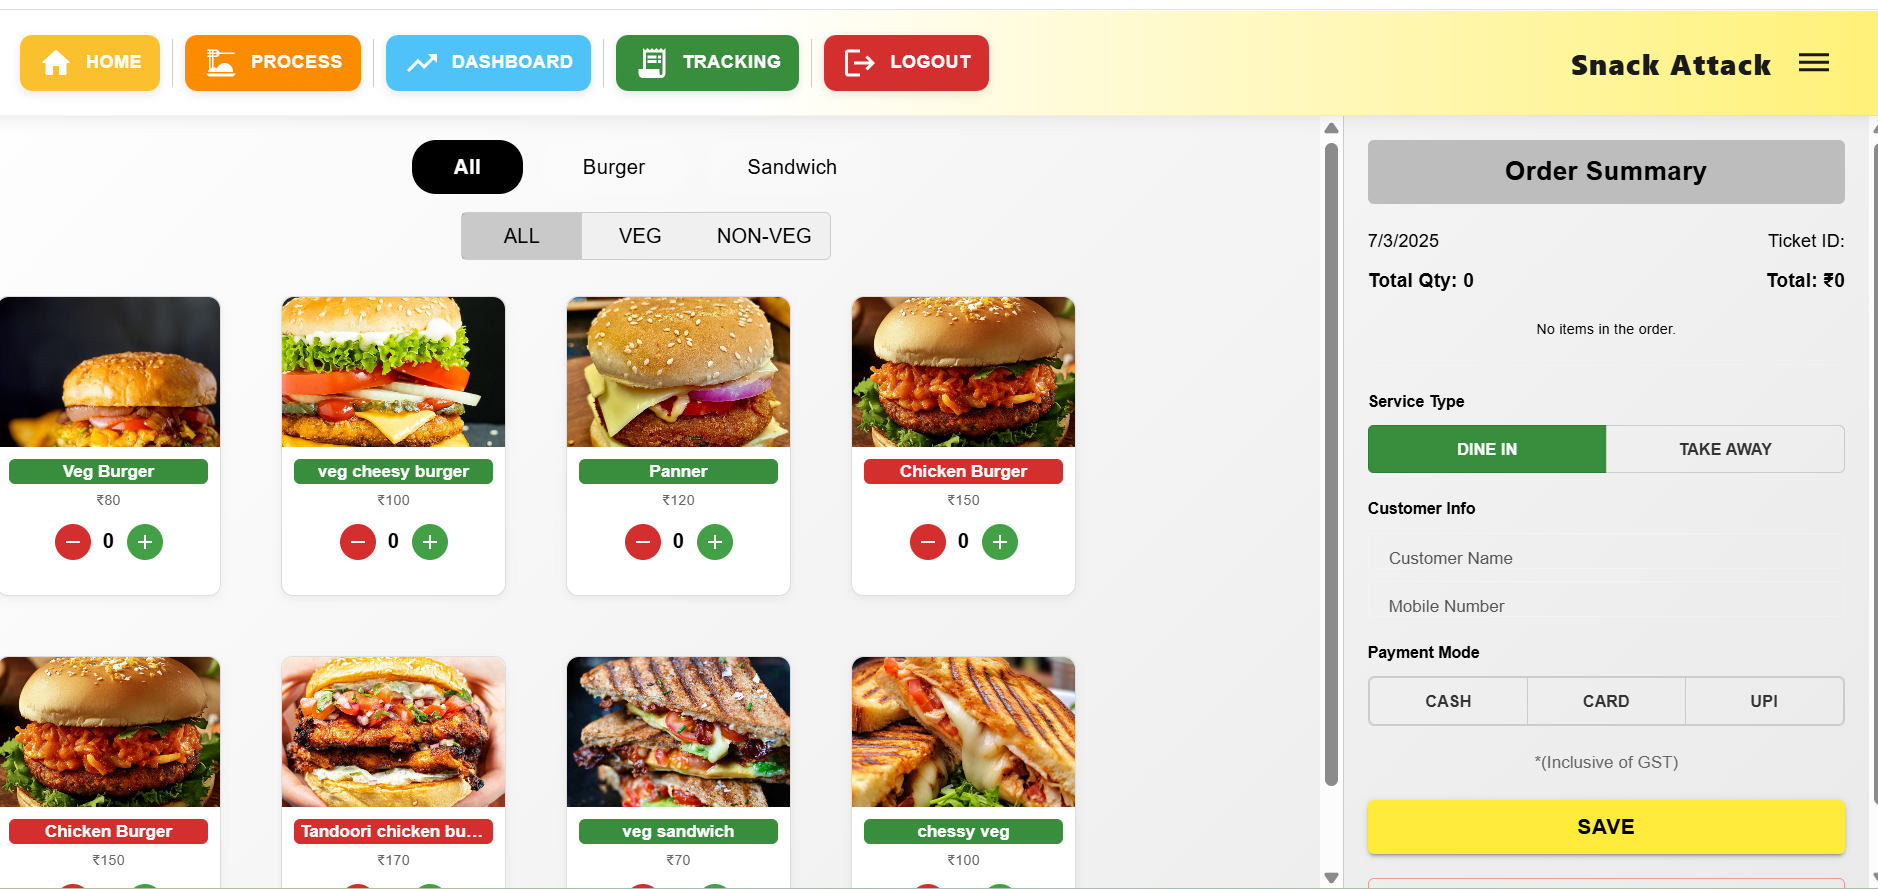 HOME
PROCESS
DASHBOARD
TRACKING
LOGOUT
Snack Attack
All
Burger
Sandwich
ALL
VEG
NON-VEG
Veg Burger
₹80
0
veg cheesy burger
₹100
0
Panner
₹120
0
Chicken Burger
₹150
0
Chicken Burger
₹150
Tandoori chicken bu...
₹170
veg sandwich
₹70
chessy veg
₹100
Order Summary
7/3/2025
Ticket ID:
Total Qty: 0
Total: ₹0
No items in the order.
Service Type
DINE IN
TAKE AWAY
Customer Info
Customer Name
Mobile Number
Payment Mode
CASH
CARD
UPI
*(Inclusive of GST)
SAVE